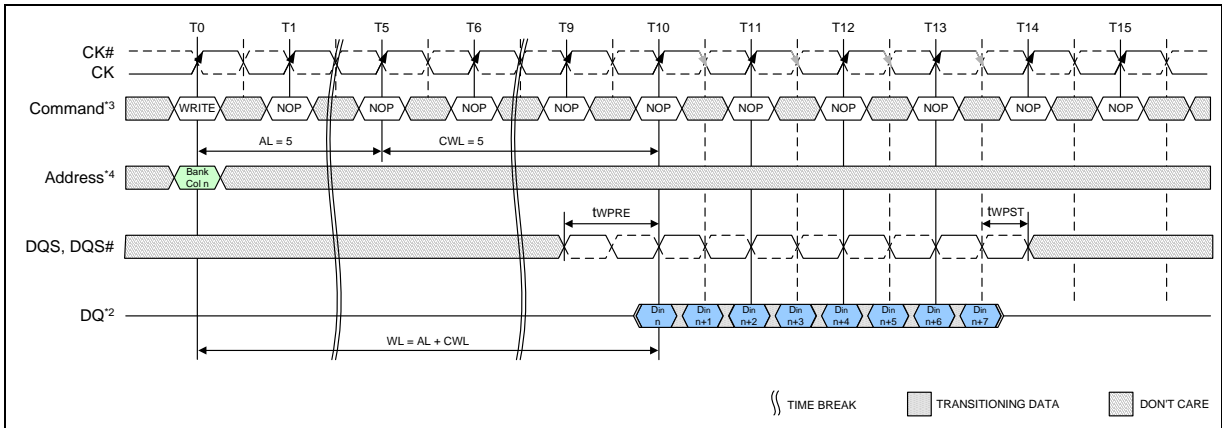 T0 T1 T5 T6 T9 T10 T11 T12 T13 T14 T15
CK#
CK
Command*3 WRITE NOP NOP NOP NOP NOP NOP NOP NOP NOP NOP
AL = 5 CWL = 5
Address*4 Bank
Col n
tWPRE tWPST
DQS, DQS#
DQ*2 Din Din Din Din Din Din Din Din
n n+1 n+2 n+3 n+4 n+5 n+6 n+7
WL = AL + CWL
TIME BREAK TRANSITIONING DATA DON'T CARE